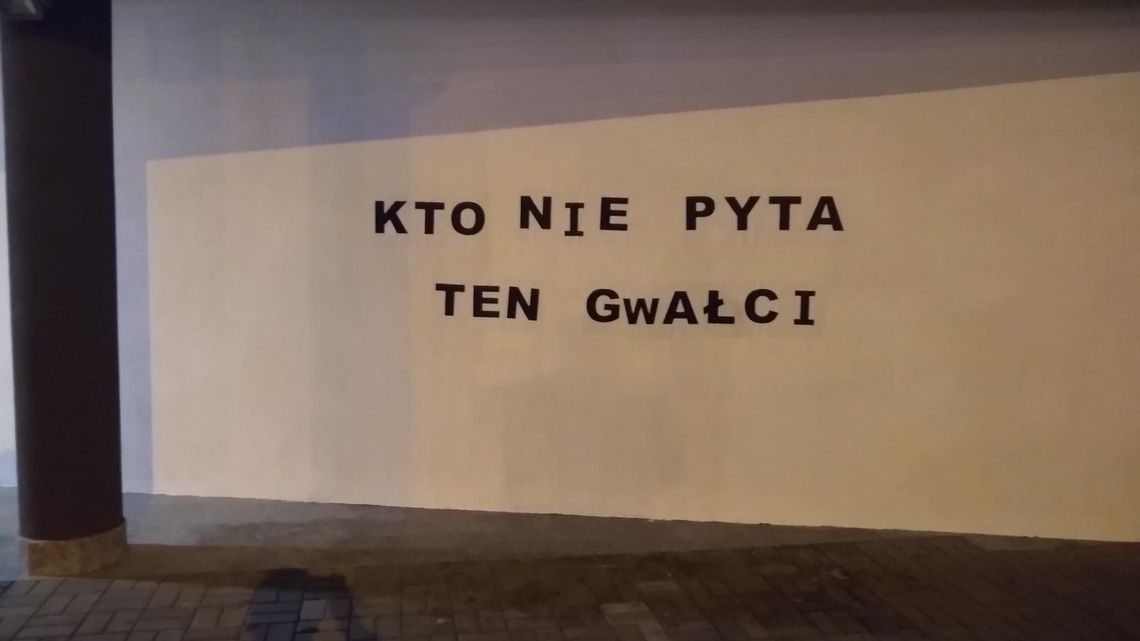 KTO NIE PYTA
TEN GWAŁCI